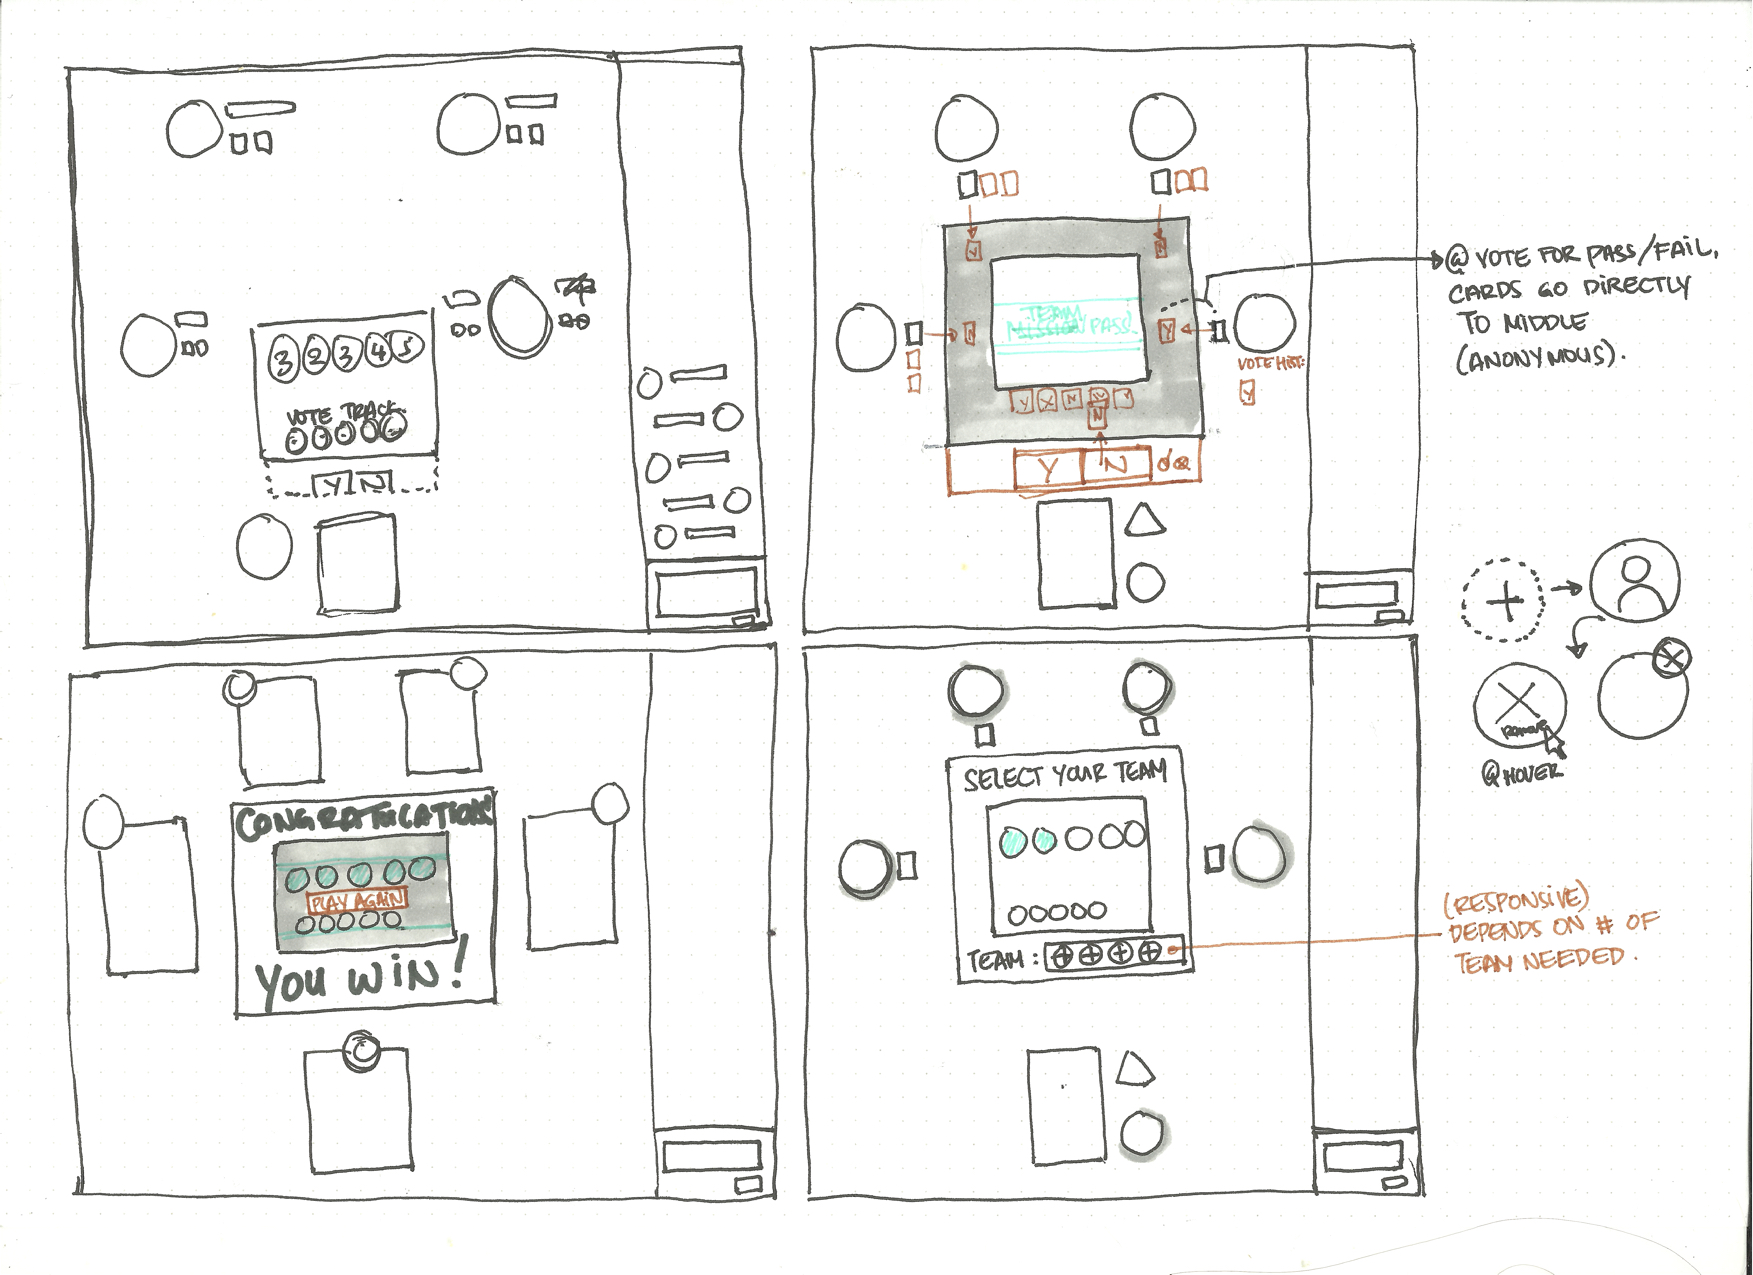 3 2 3 4 5
VOTE TRACK
Y N
Y
N
N
Y
TEAM
MISSION PASS
Y X N N Y
N
Y N
VOTE HIST:
Y
@ VOTE FOR PASS/FAIL,
CARDS GO DIRECTLY
TO MIDDLE
(ANONYMOUS).
REMOVE
@HOVER
CONGRATULATIONS
PLAY AGAIN
YOU WIN!
SELECT YOUR TEAM
TEAM:
(RESPONSIVE)
DEPENDS ON # OF
TEAM NEEDED.